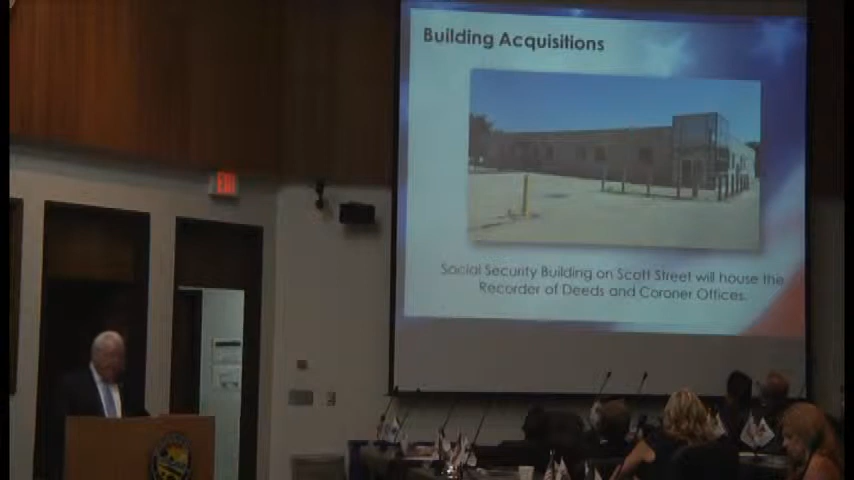 Building Acquisitions
EXIT
Social Security Building on Scott Street will house the
Recorder of Deeds and Coroner Offices.